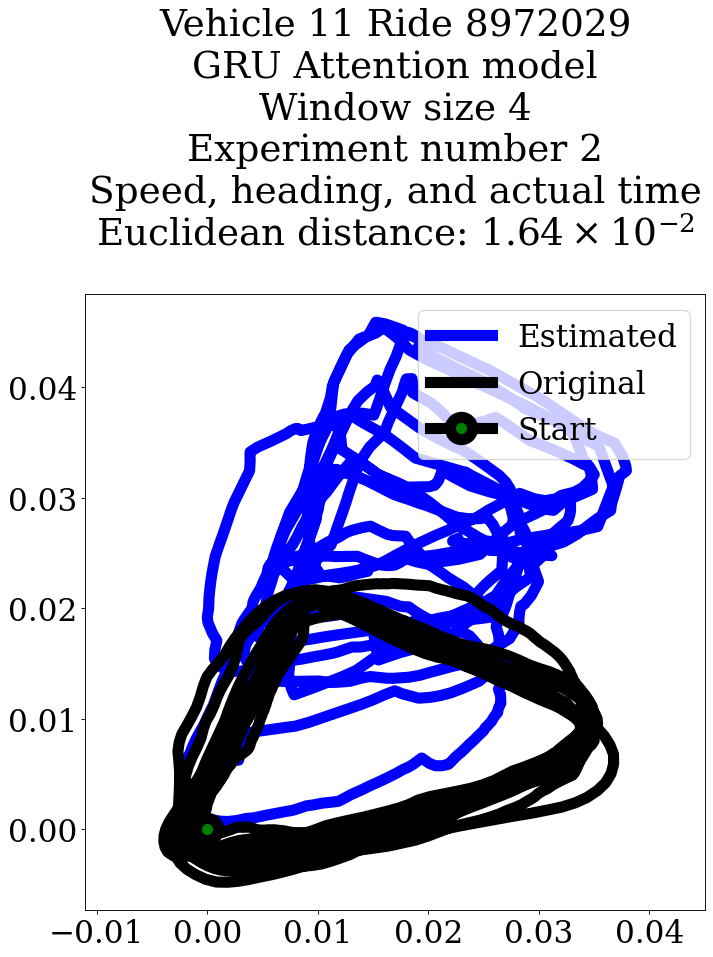 Vehicle 11 Ride 8972029
GRU Attention model
Window size 4
Experiment number 2
Speed, heading, and actual time
Euclidean distance: 1.64 × 10⁻²
Estimated
Original
Start
0.04
0.03
0.02
0.01
0.00
−0.01 0.00 0.01 0.02 0.03 0.04